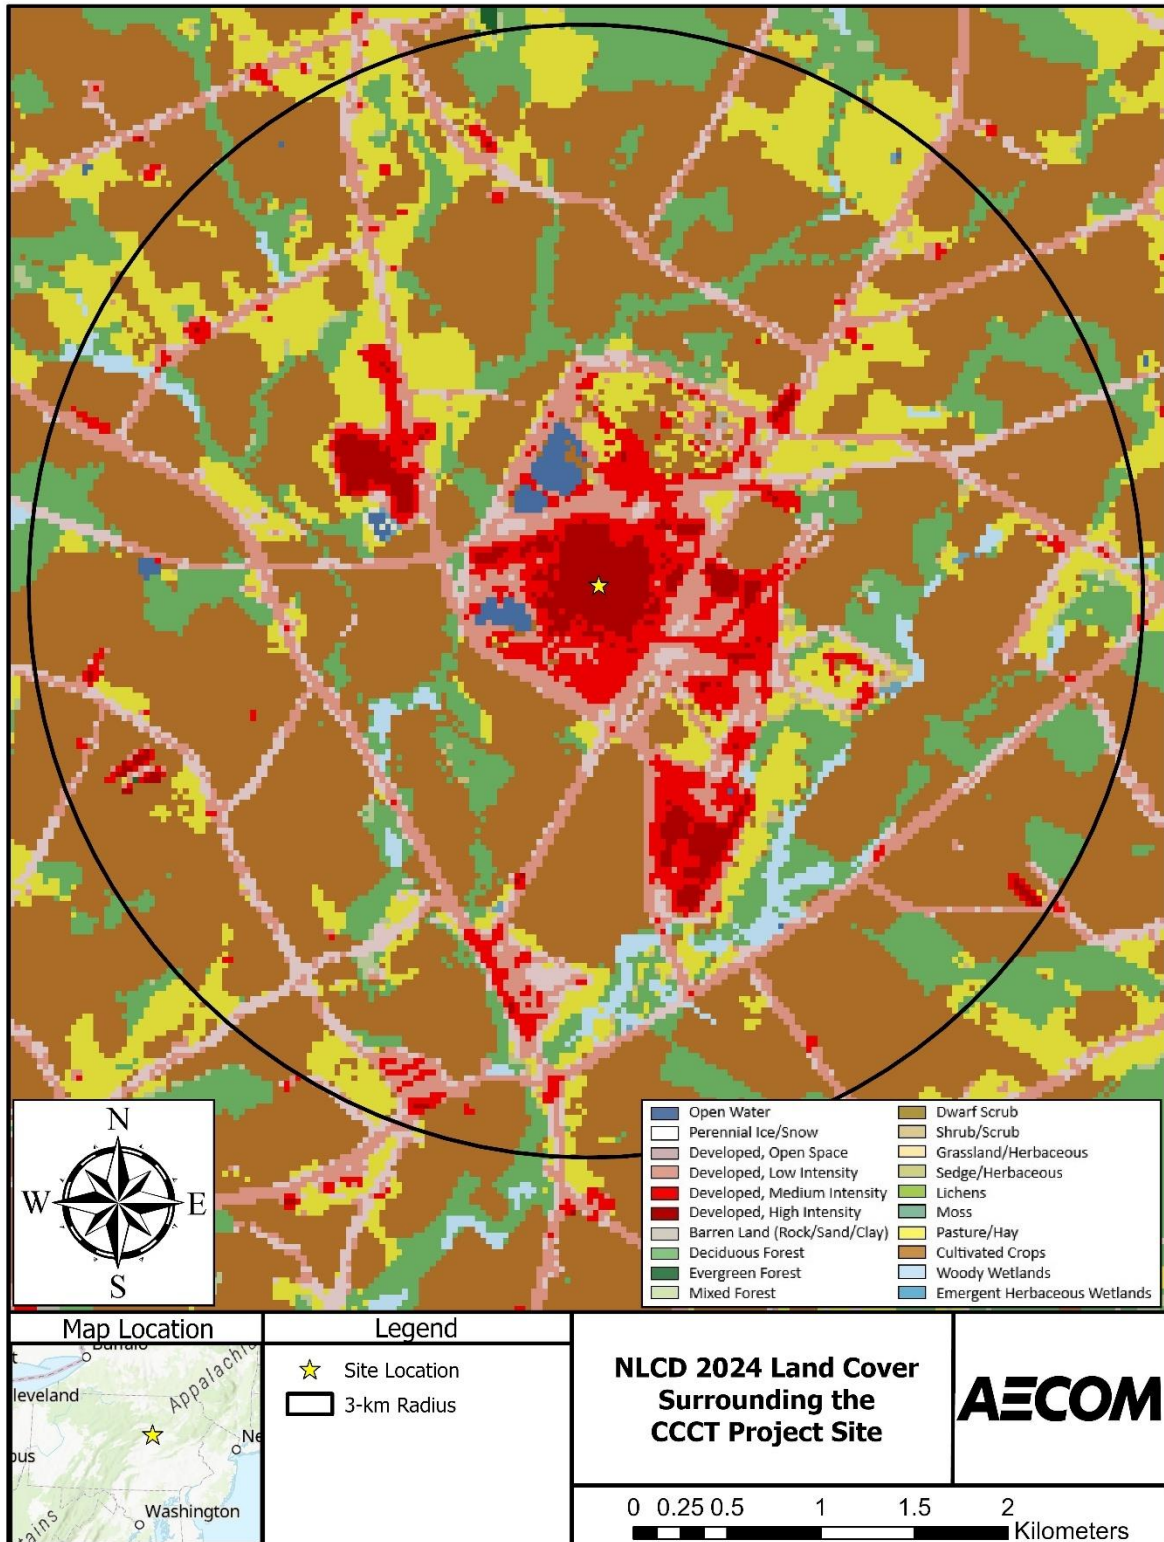 N
W
E
S
Open Water
Perennial Ice/Snow
Developed, Open Space
Developed, Low Intensity
Developed, Medium Intensity
Developed, High Intensity
Barren Land (Rock/Sand/Clay)
Deciduous Forest
Evergreen Forest
Mixed Forest
Dwarf Scrub
Shrub/Scrub
Grassland/Herbaceous
Sedge/Herbaceous
Lichens
Moss
Pasture/Hay
Cultivated Crops
Woody Wetlands
Emergent Herbaceous Wetlands
Map Location
t
leveland
Appalachia
bus
Ne
Washington
tains
Legend
Site Location
3-km Radius
NLCD 2024 Land Cover
Surrounding the
CCCT Project Site
AECOM
0 0.25 0.5 1 1.5 2
Kilometers